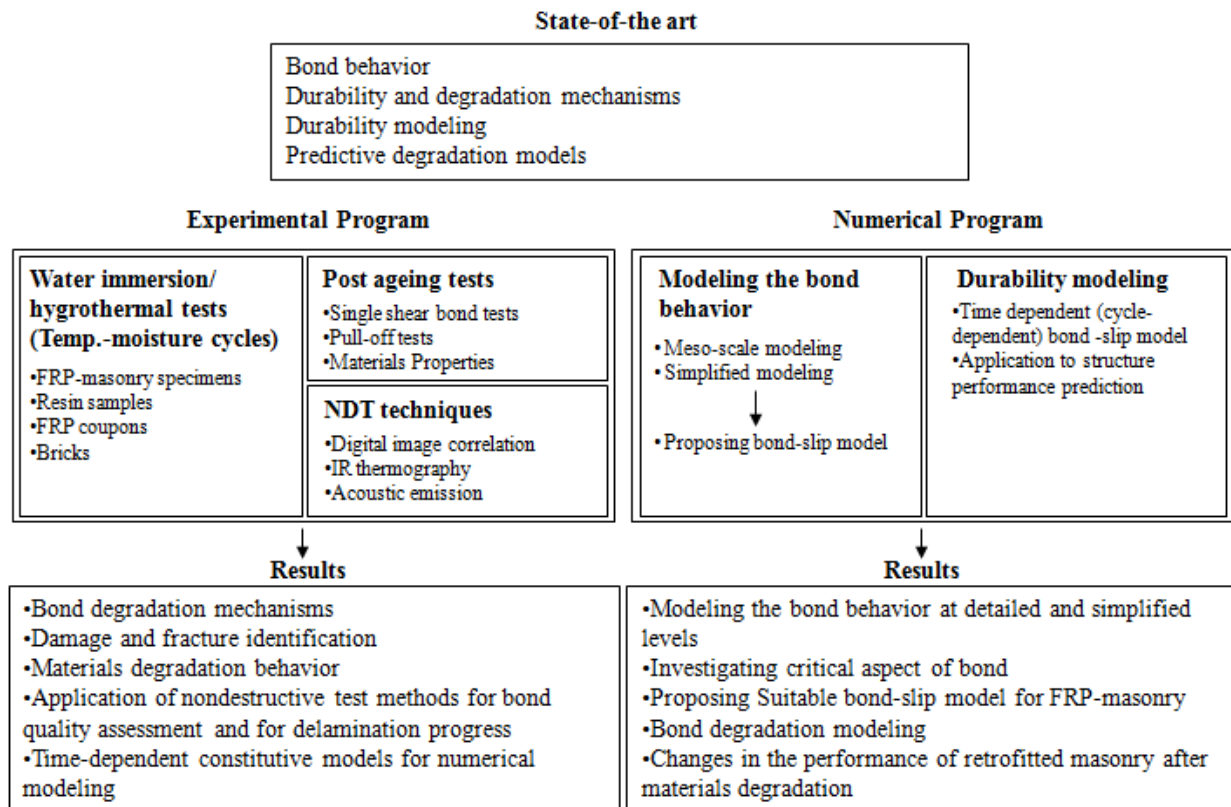 State-of-the art
Bond behavior
Durability and degradation mechanisms
Durability modeling
Predictive degradation models
Experimental Program
Water immersion/
hygrothermal tests
(Temp.-moisture cycles)
•FRP-masonry specimens
•Resin samples
•FRP coupons
•Bricks
Post ageing tests
•Single shear bond tests
•Pull-off tests
•Materials Properties
NDT techniques
•Digital image correlation
•IR thermography
•Acoustic emission
Numerical Program
Modeling the bond
behavior
•Meso-scale modeling
•Simplified modeling
•Proposing bond-slip model
Durability modeling
•Time dependent (cycle-
dependent) bond -slip model
•Application to structure
performance prediction
Results
•Bond degradation mechanisms
•Damage and fracture identification
•Materials degradation behavior
•Application of nondestructive test methods for bond
quality assessment and for delamination progress
•Time-dependent constitutive models for numerical
modeling
Results
•Modeling the bond behavior at detailed and simplified
levels
•Investigating critical aspect of bond
•Proposing Suitable bond-slip model for FRP-masonry
•Bond degradation modeling
•Changes in the performance of retrofitted masonry after
materials degradation